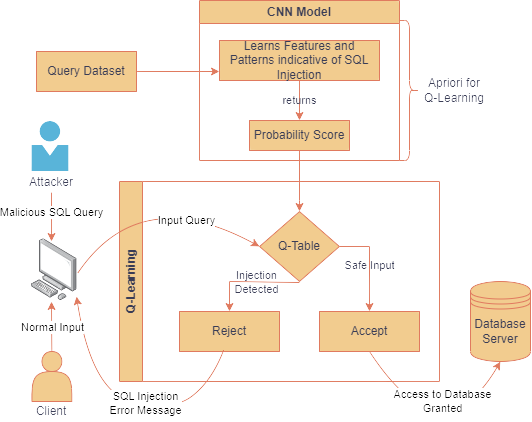 CNN Model
Query Dataset
Learns Features and
Patterns indicative of SQL
Injection
returns
Probability Score
Apriori for
Q-Learning
Attacker
Malicious SQL Query
Normal Input
Client
Q-Learning
Input Query
Q-Table
Injection
Detected
Safe Input
Reject
Accept
SQL Injection
Error Message
Access to Database
Granted
Database
Server